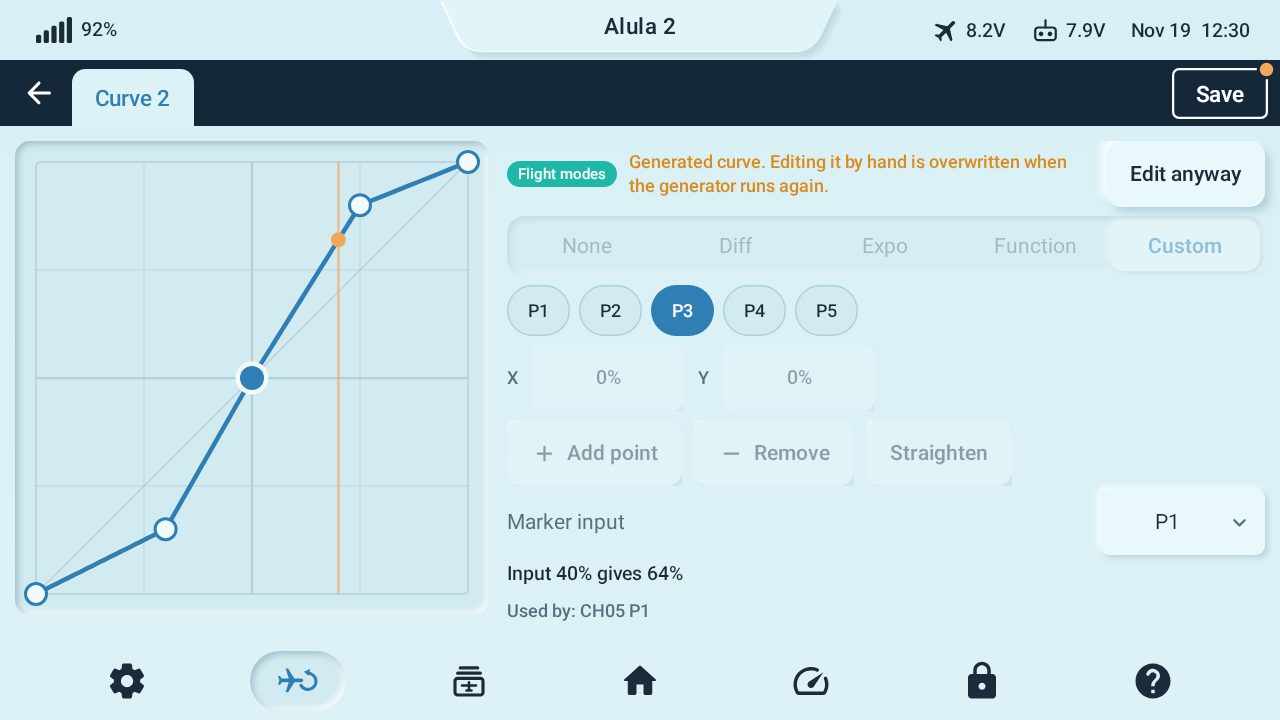 92%
Alula 2
8.2V
7.9V
Nov 19 12:30
Curve 2
Save
Flight modes
Generated curve. Editing it by hand is overwritten when
the generator runs again.
Edit anyway
None
Diff
Expo
Function
Custom
P1
P2
P3
P4
P5
X
0%
Y
0%
Add point
Remove
Straighten
Marker input
P1
Input 40% gives 64%
Used by: CH05 P1